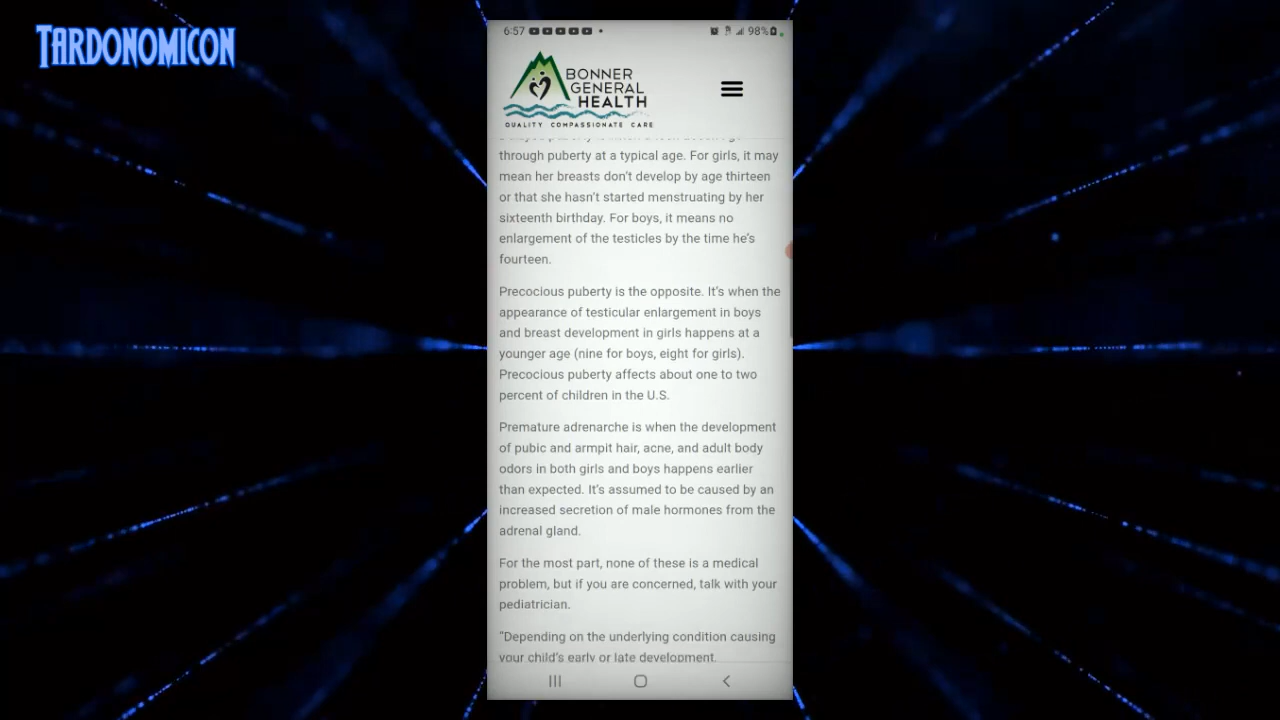 TARDONOMICON
6:57
98%
BONNER
GENERAL
HEALTH
QUALITY COMPASSIONATE CARE
through puberty at a typical age. For girls, it may
mean her breasts don't develop by age thirteen
or that she hasn't started menstruating by her
sixteenth birthday. For boys, it means no
enlargement of the testicles by the time he's
fourteen.
Precocious puberty is the opposite. It's when the
appearance of testicular enlargement in boys
and breast development in girls happens at a
younger age (nine for boys, eight for girls).
Precocious puberty affects about one to two
percent of children in the U.S.
Premature adrenarche is when the development
of pubic and armpit hair, acne, and adult body
odors in both girls and boys happens earlier
than expected. It's assumed to be caused by an
increased secretion of male hormones from the
adrenal gland.
For the most part, none of these is a medical
problem, but if you are concerned, talk with your
pediatrician.
"Depending on the underlying condition causing
your child's early or late development,